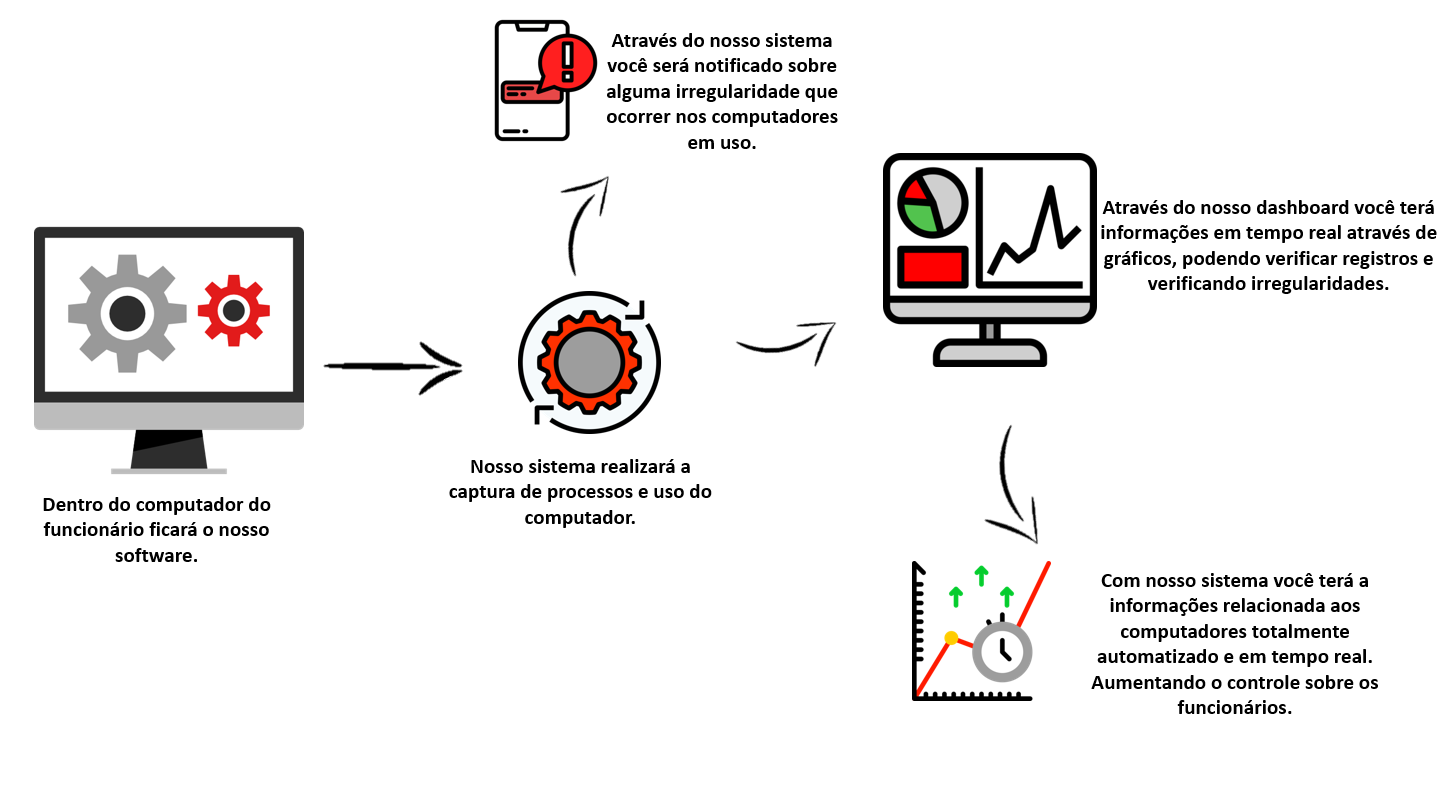 Através do nosso sistema
você será notificado sobre
alguma irregularidade que
ocorrer nos computadores
em uso.
Através do nosso dashboard você terá
informações em tempo real através de
gráficos, podendo verificar registros e
verificando irregularidades.
Nosso sistema realizará a
captura de processos e uso do
computador.
Dentro do computador do
funcionário ficará o nosso
software.
Com nosso sistema você terá a
informações relacionada aos
computadores totalmente
automatizado e em tempo real.
Aumentando o controle sobre os
funcionários.